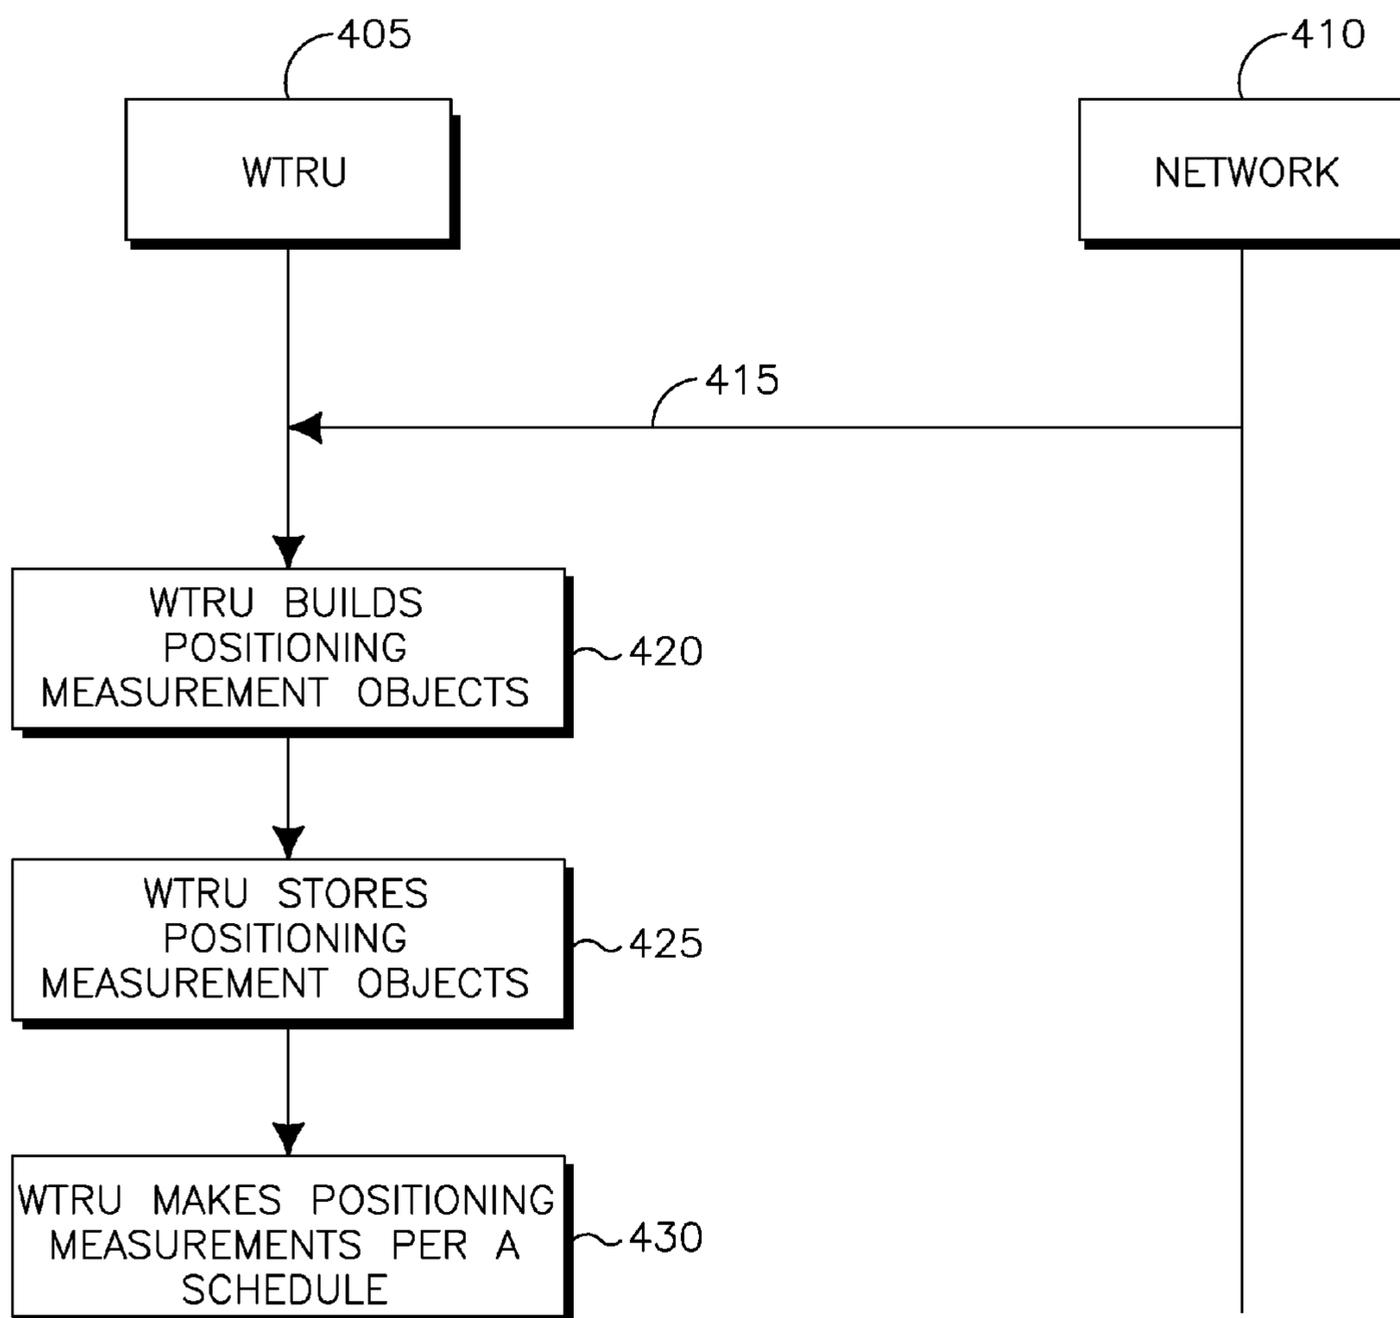 405
410
WTRU
NETWORK
415
WTRU BUILDS
POSITIONING
MEASUREMENT OBJECTS
420
WTRU STORES
POSITIONING
MEASUREMENT OBJECTS
425
WTRU MAKES POSITIONING
MEASUREMENTS PER A
SCHEDULE
430